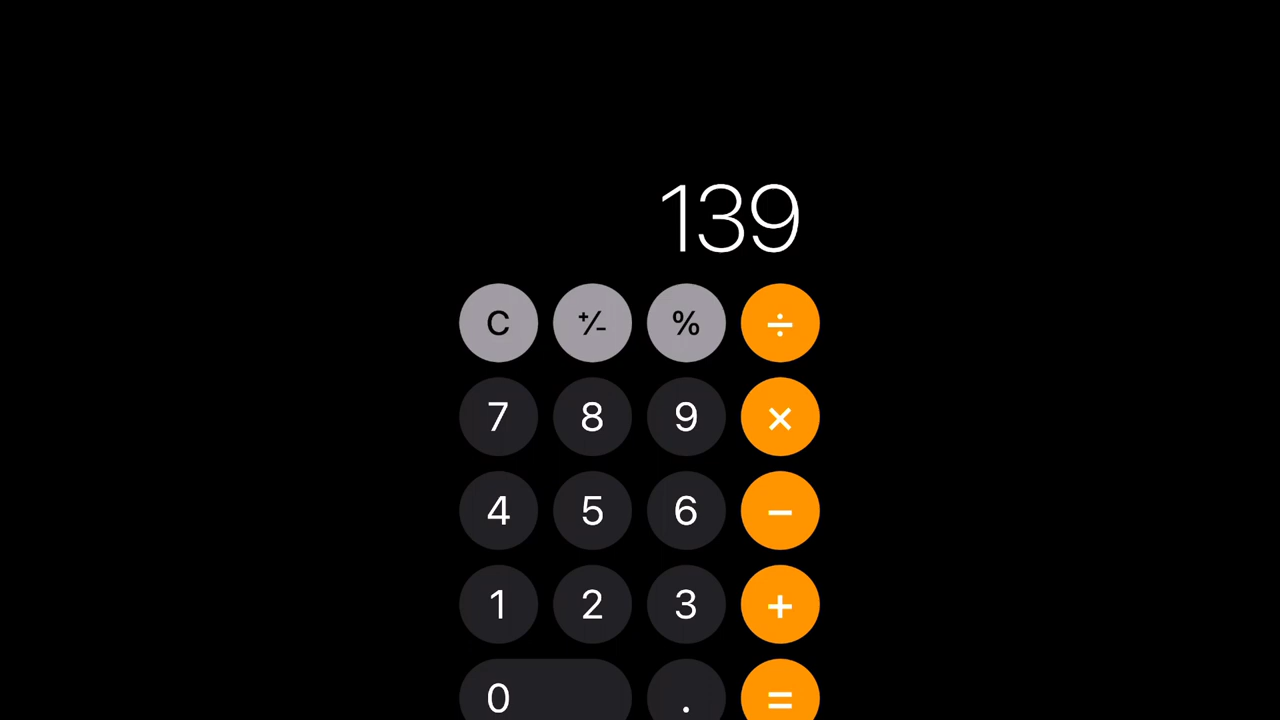 139
C ⁺⁄₋ % ÷
7 8 9 ×
4 5 6 −
1 2 3 +
0 . =